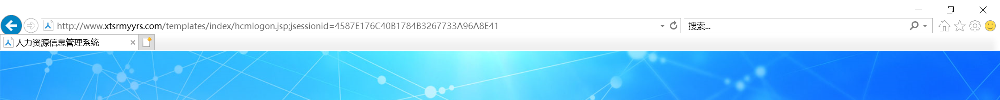 http://www.xtsrmyyrs.com/templates/index/hcmlogon.jsp;jsessionid=4587E176C40B1784B3267733A96A8E41
搜索...
人力资源信息管理系统